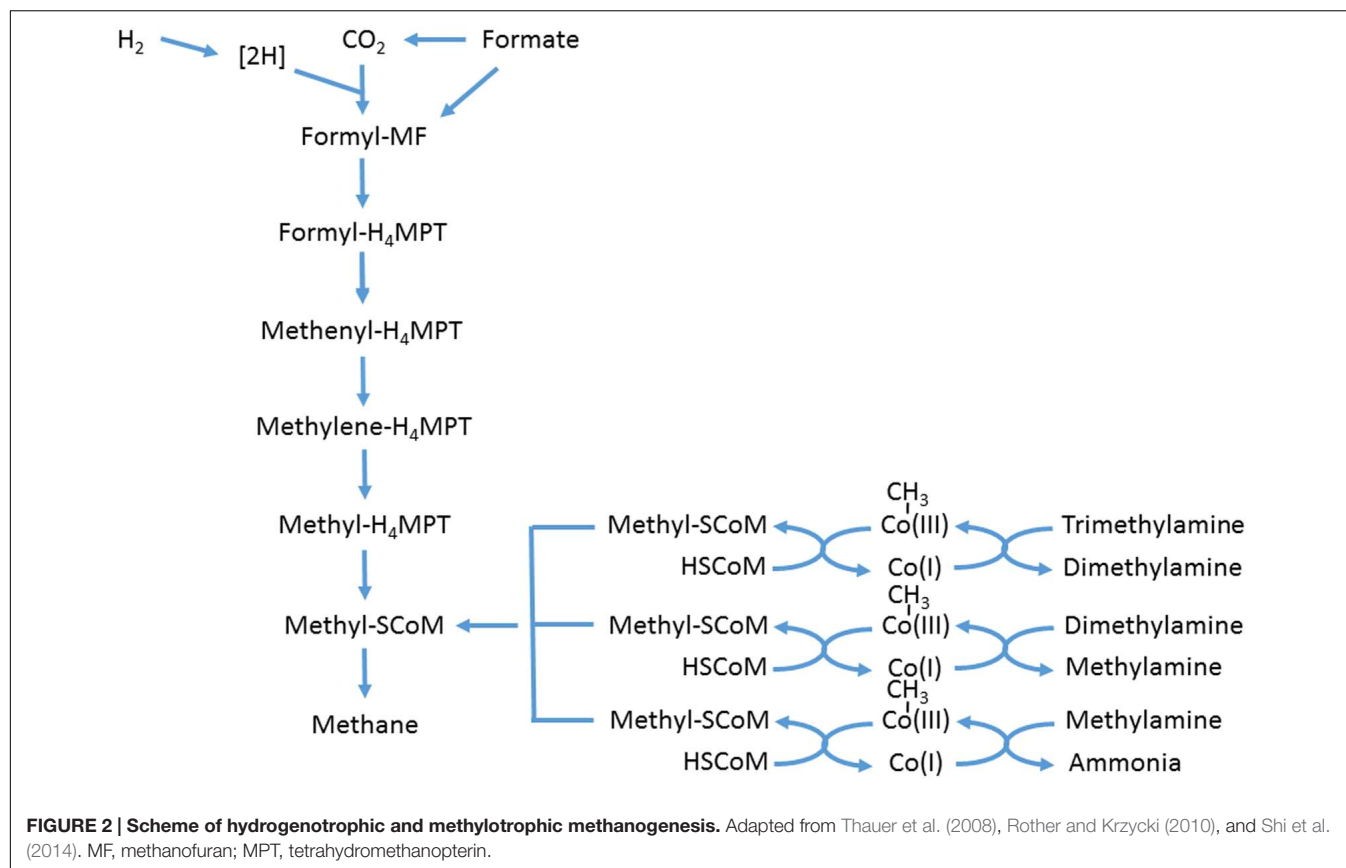 H₂ CO₂ Formate
[2H]
Formyl-MF
Formyl-H₄MPT
Methenyl-H₄MPT
Methylene-H₄MPT
Methyl-H₄MPT
Methyl-SCoM
Methane
CH₃
Methyl-SCoM Co(III) Trimethylamine
HSCoM Co(I) Dimethylamine
CH₃
Methyl-SCoM Co(III) Dimethylamine
HSCoM Co(I) Methylamine
CH₃
Methyl-SCoM Co(III) Methylamine
HSCoM Co(I) Ammonia
FIGURE 2 | Scheme of hydrogenotrophic and methylotrophic methanogenesis. Adapted from Thauer et al. (2008), Rother and Krzycki (2010), and Shi et al.
(2014). MF, methanofuran; MPT, tetrahydromethanopterin.